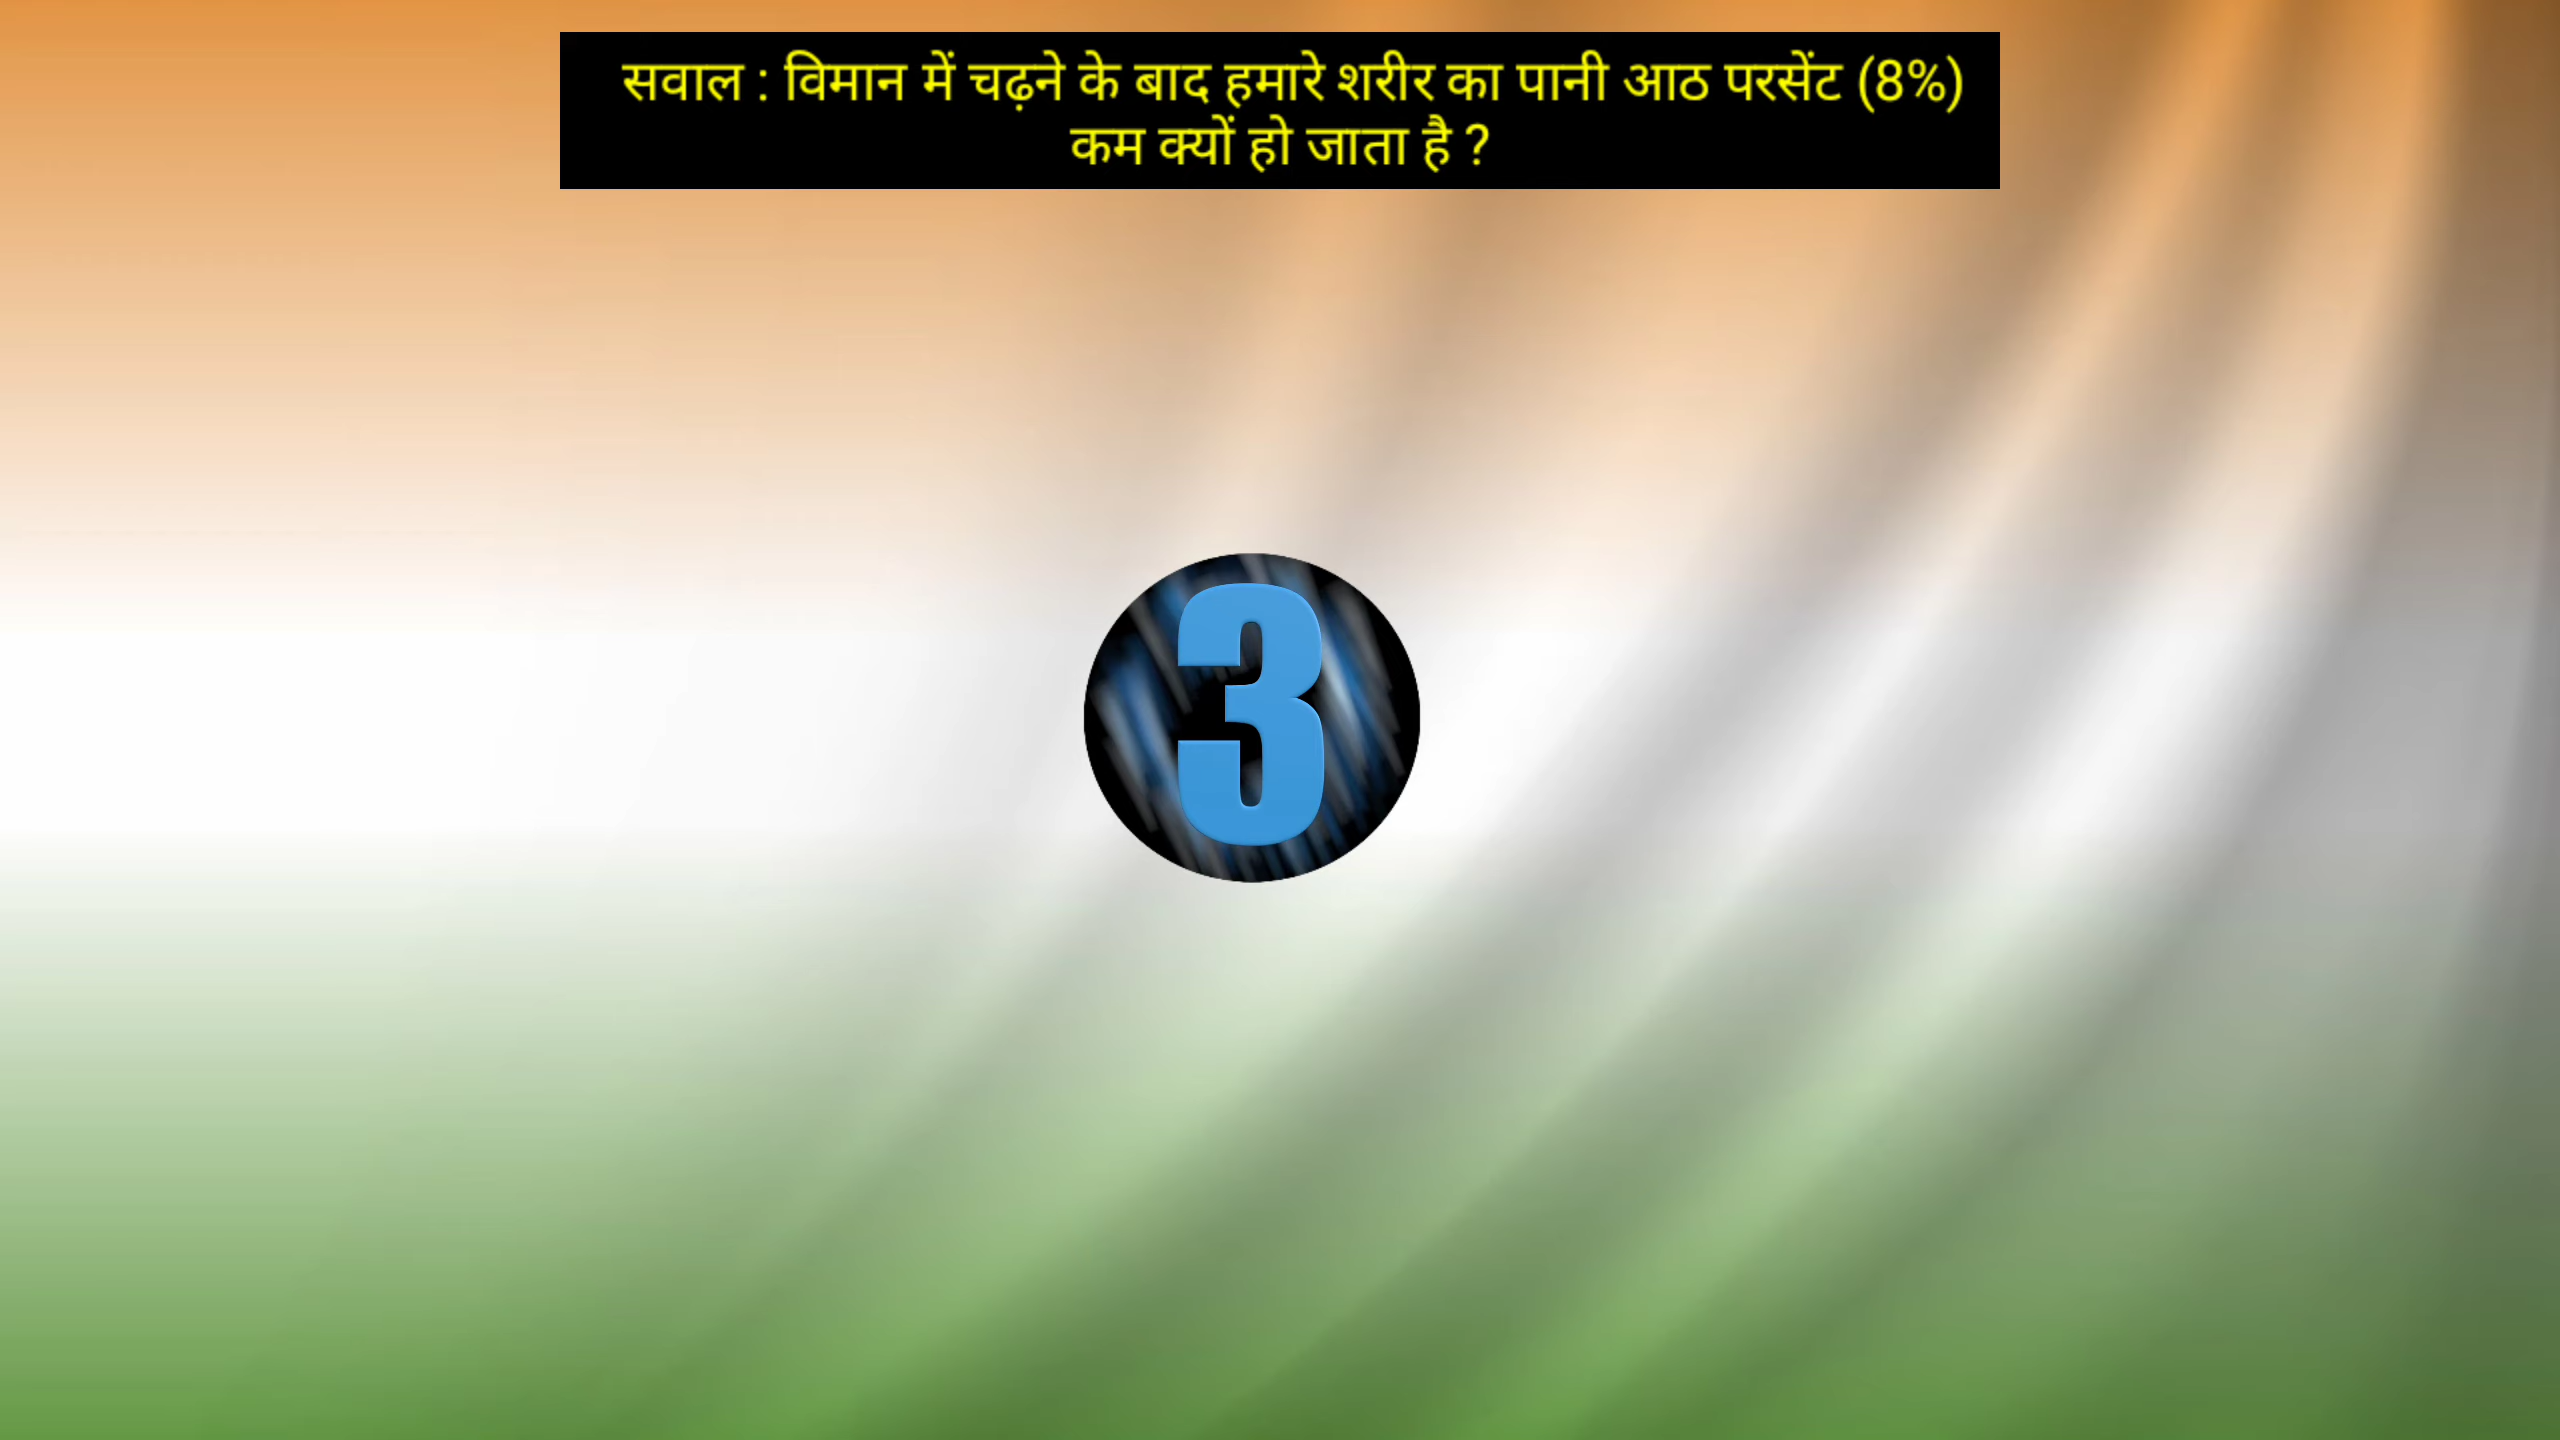 सवाल : विमान में चढ़ने के बाद हमारे शरीर का पानी आठ परसेंट (8%)
कम क्यों हो जाता है ?
3